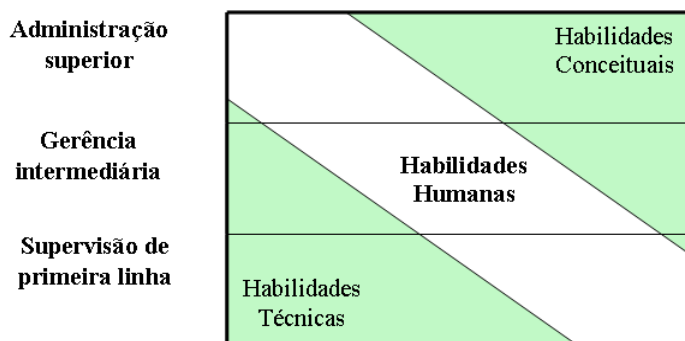 Administração
superior
Habilidades
Conceituais
Gerência
intermediária
Habilidades
Humanas
Supervisão de
primeira linha
Habilidades
Técnicas